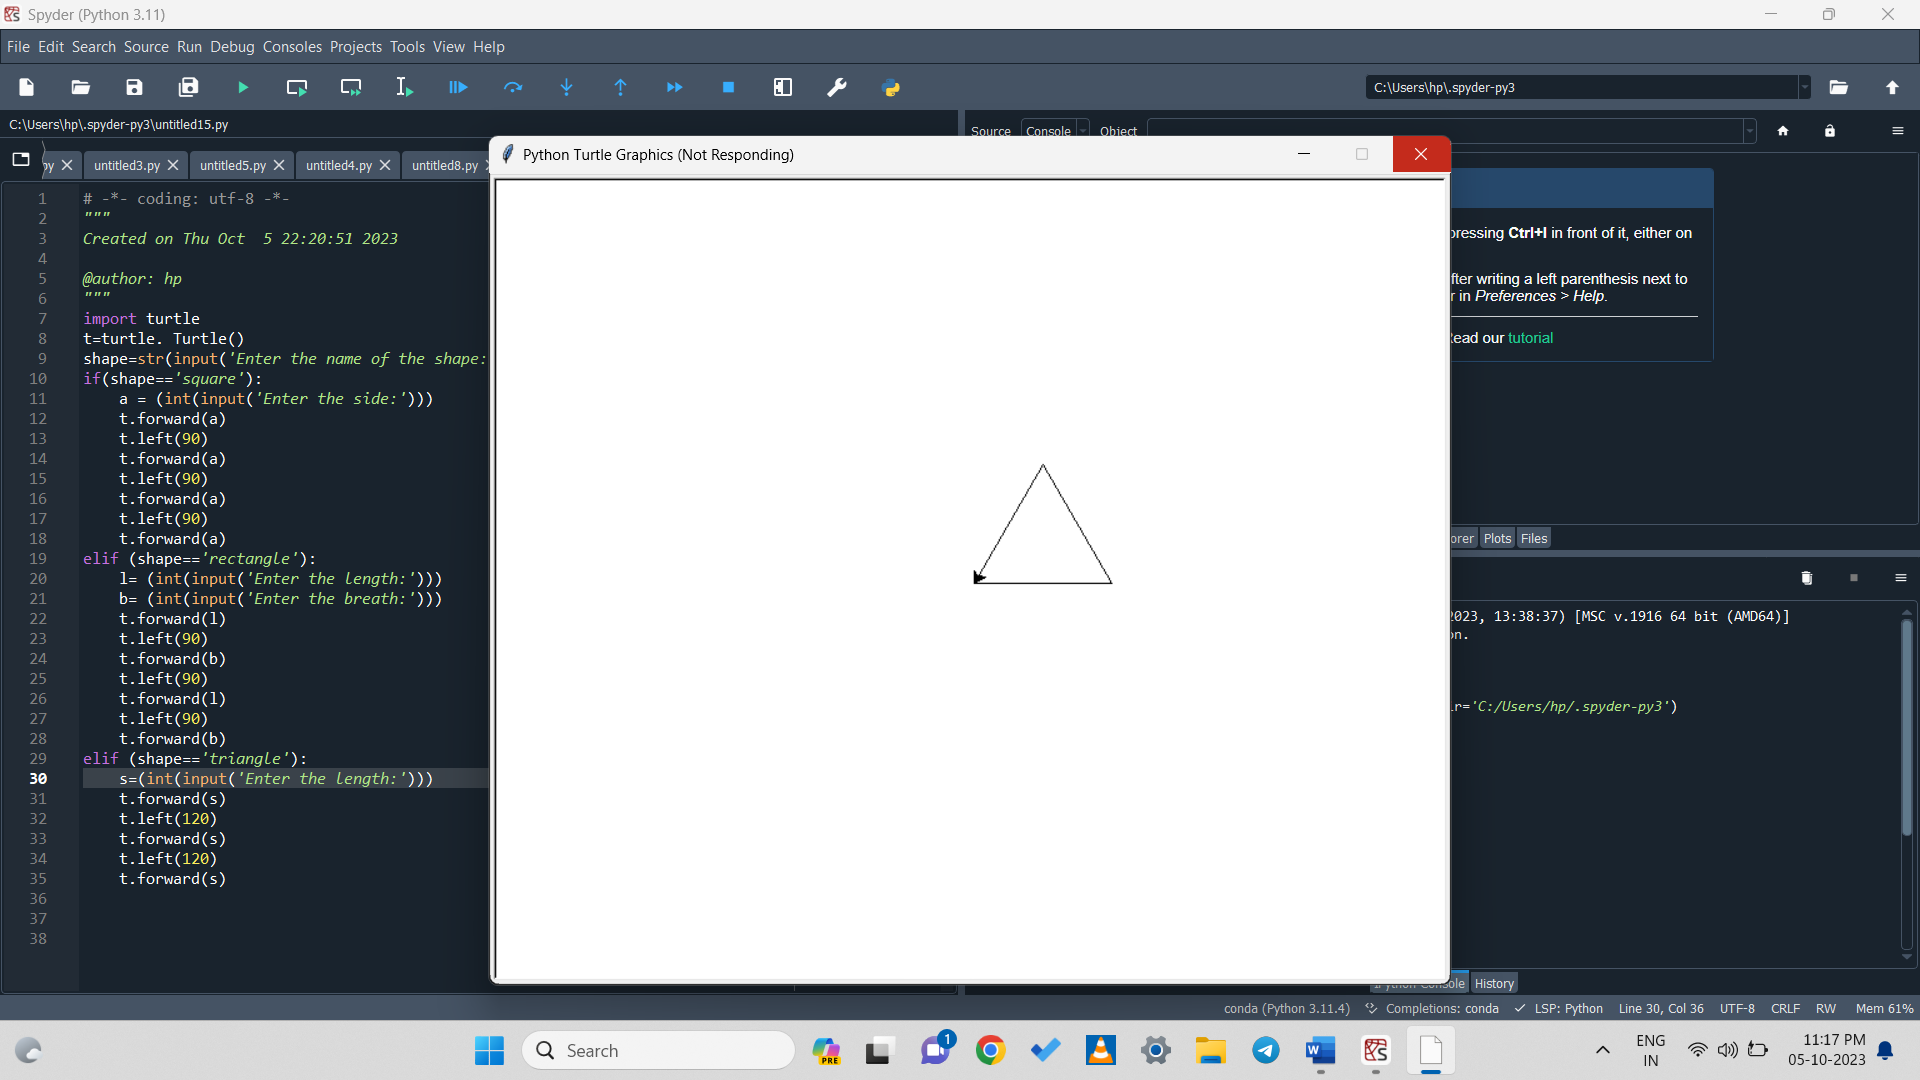 Spyder (Python 3.11)
File Edit Search Source Run Debug Consoles Projects Tools View Help
C:\Users\hp\.spyder-py3
C:\Users\hp\.spyder-py3\untitled15.py
Source Console Object
py untitled3.py untitled5.py untitled4.py untitled8.py
Python Turtle Graphics (Not Responding)
1 # -*- coding: utf-8 -*-
2 """
3 Created on Thu Oct  5 22:20:51 2023
4
5 @author: hp
6 """
7 import turtle
8 t=turtle. Turtle()
9 shape=str(input('Enter the name of the shape:
10 if(shape=='square'):
11     a = (int(input('Enter the side:')))
12     t.forward(a)
13     t.left(90)
14     t.forward(a)
15     t.left(90)
16     t.forward(a)
17     t.left(90)
18     t.forward(a)
19 elif (shape=='rectangle'):
20     l= (int(input('Enter the length:')))
21     b= (int(input('Enter the breath:')))
22     t.forward(l)
23     t.left(90)
24     t.forward(b)
25     t.left(90)
26     t.forward(l)
27     t.left(90)
28     t.forward(b)
29 elif (shape=='triangle'):
30     s=(int(input('Enter the length:')))
31     t.forward(s)
32     t.left(120)
33     t.forward(s)
34     t.left(120)
35     t.forward(s)
36
37
38
pressing Ctrl+I in front of it, either on
fter writing a left parenthesis next to
r in Preferences > Help.
ead our tutorial
orer Plots Files
2023, 13:38:37) [MSC v.1916 64 bit (AMD64)]
on.
ir='C:/Users/hp/.spyder-py3')
IPython Console History
conda (Python 3.11.4) Completions: conda LSP: Python Line 30, Col 36 UTF-8 CRLF RW Mem 61%
Search
PRE
1
ENG
IN
11:17 PM
05-10-2023